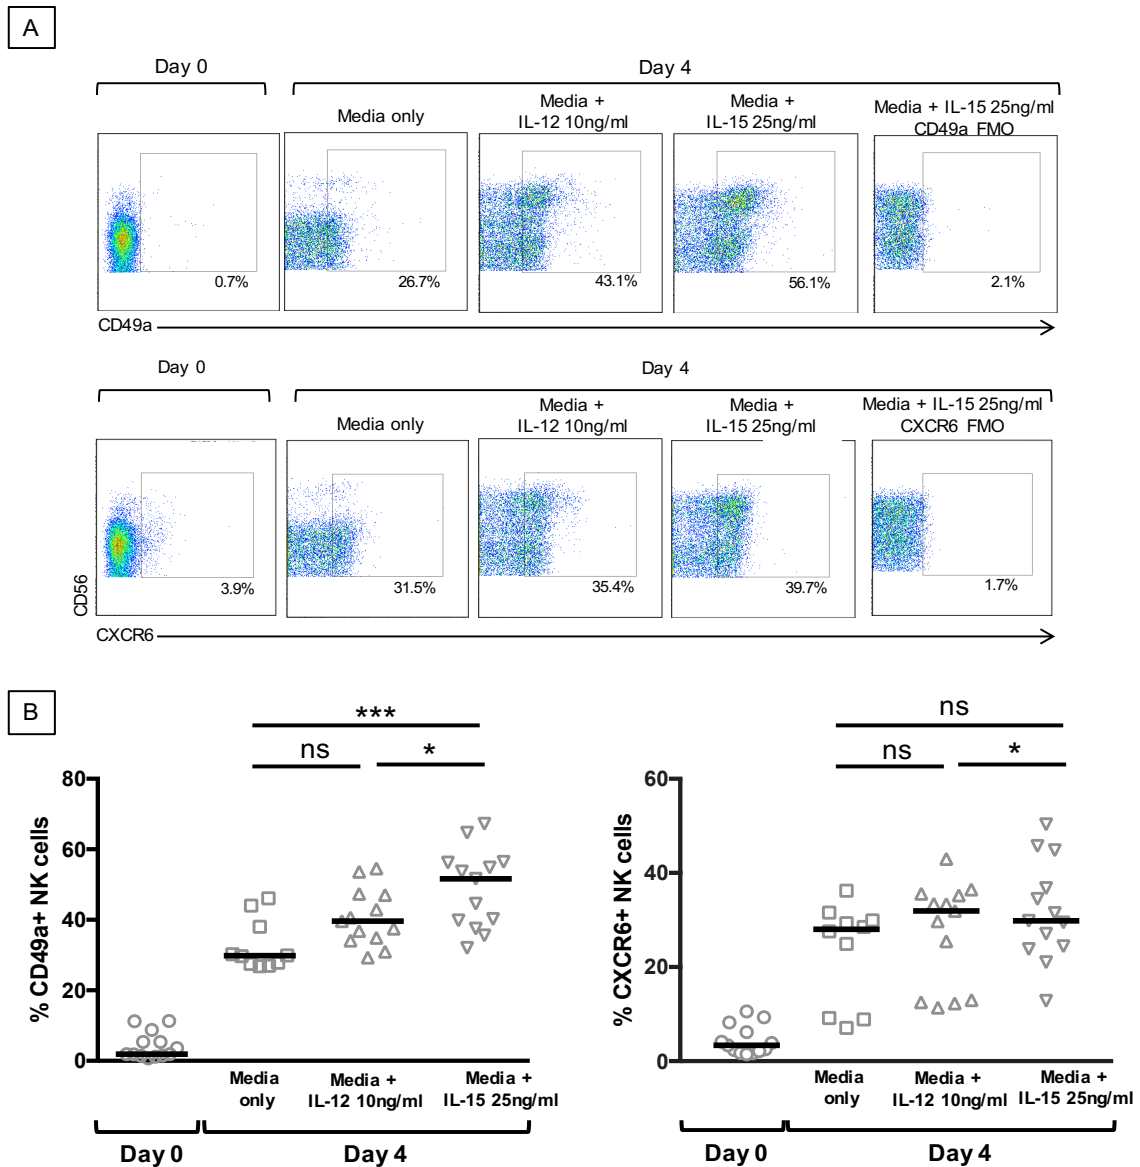 A
Day 0
Day 4
Media only
Media +
IL-12 10ng/ml
Media +
IL-15 25ng/ml
Media + IL-15 25ng/ml
CD49a FMO
0.7%
26.7%
43.1%
56.1%
2.1%
CD49a
Day 0
Day 4
Media only
Media +
IL-12 10ng/ml
Media +
IL-15 25ng/ml
Media + IL-15 25ng/ml
CXCR6 FMO
CD56
3.9%
31.5%
35.4%
39.7%
1.7%
CXCR6
B
***
ns
*
% CD49a+ NK cells
80
60
40
20
0
Media
only
Media +
IL-12 10ng/ml
Media +
IL-15 25ng/ml
Day 0
Day 4
ns
ns
*
% CXCR6+ NK cells
60
40
20
0
Media
only
Media +
IL-12 10ng/ml
Media +
IL-15 25ng/ml
Day 0
Day 4